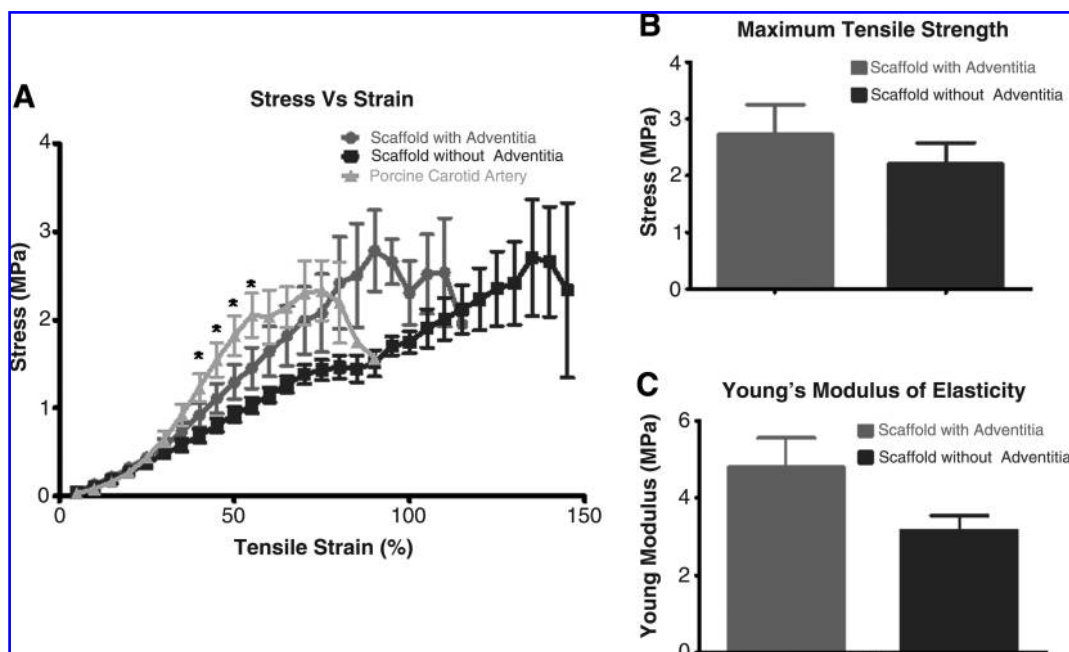 A
Stress Vs Strain
Scaffold with Adventitia
Scaffold without Adventitia
Porcine Carotid Artery
Stress (MPa)
4
3
2
1
0
* * * *
0 50 100 150
Tensile Strain (%)
B
Maximum Tensile Strength
Scaffold with Adventitia
Scaffold without Adventitia
Stress (MPa)
4
3
2
1
0
C
Young's Modulus of Elasticity
Scaffold with Adventitia
Scaffold without Adventitia
Young Modulus (MPa)
6
4
2
0